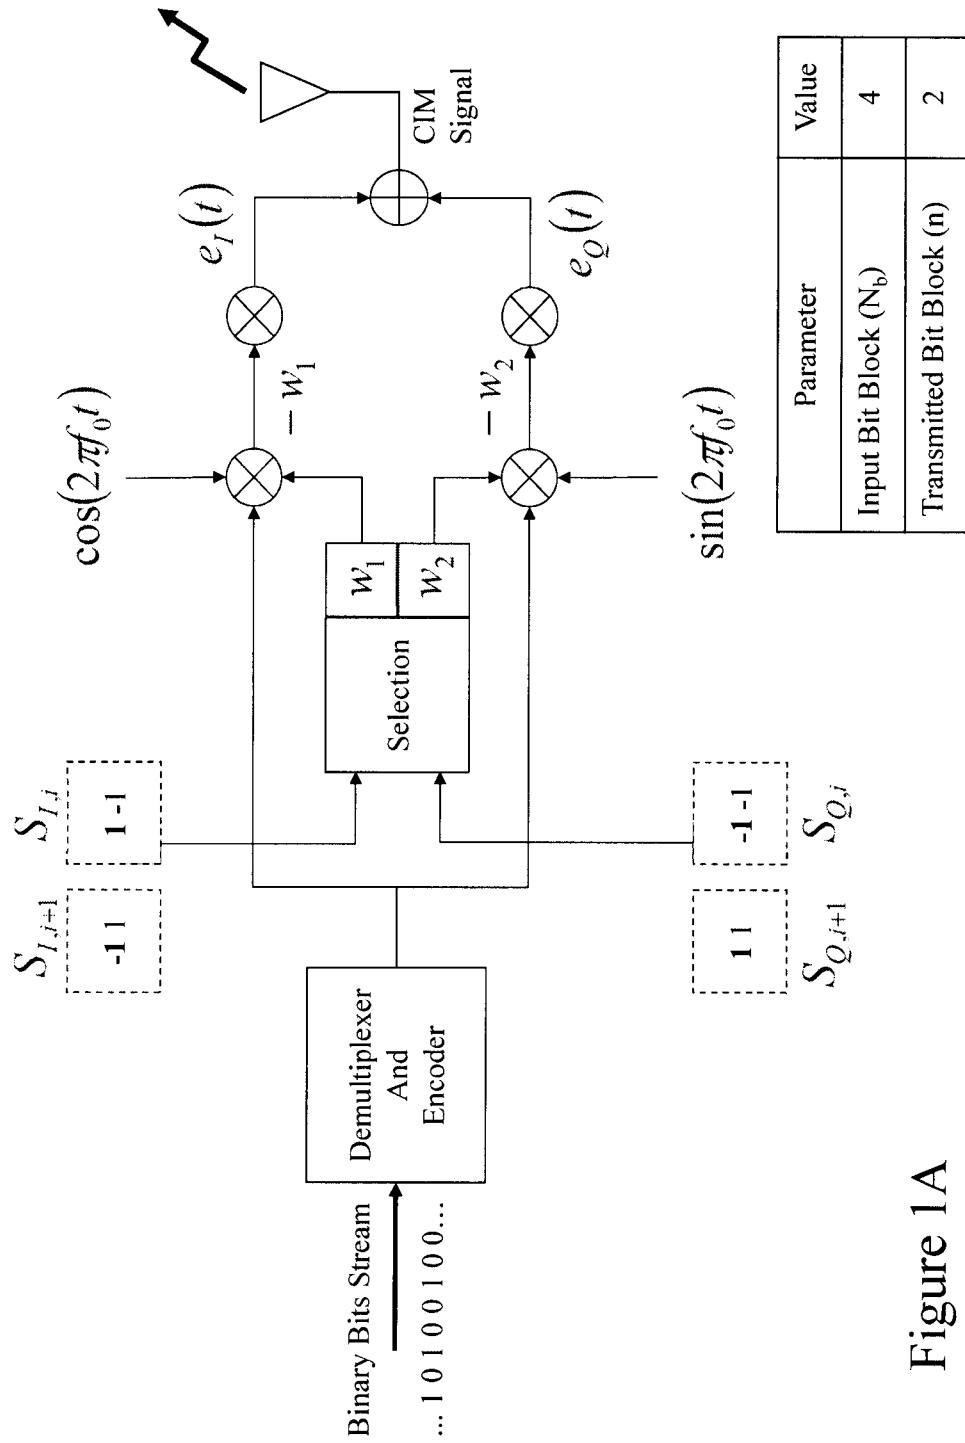 Binary Bits Stream
...1 0 1 0 0 1 0 0...
Demultiplexer
And
Encoder
S_{I,i+1}
-1 1
S_{I,i}
1 -1
S_{Q,i+1}
1 1
S_{Q,i}
-1 -1
Selection
w_1
w_2
cos(2πf_0t)
sin(2πf_0t)
−w_1
−w_2
e_I(t)
e_Q(t)
CIM
Signal
Parameter Value
Input Bit Block (N_b) 4
Transmitted Bit Block (n) 2
Figure 1A